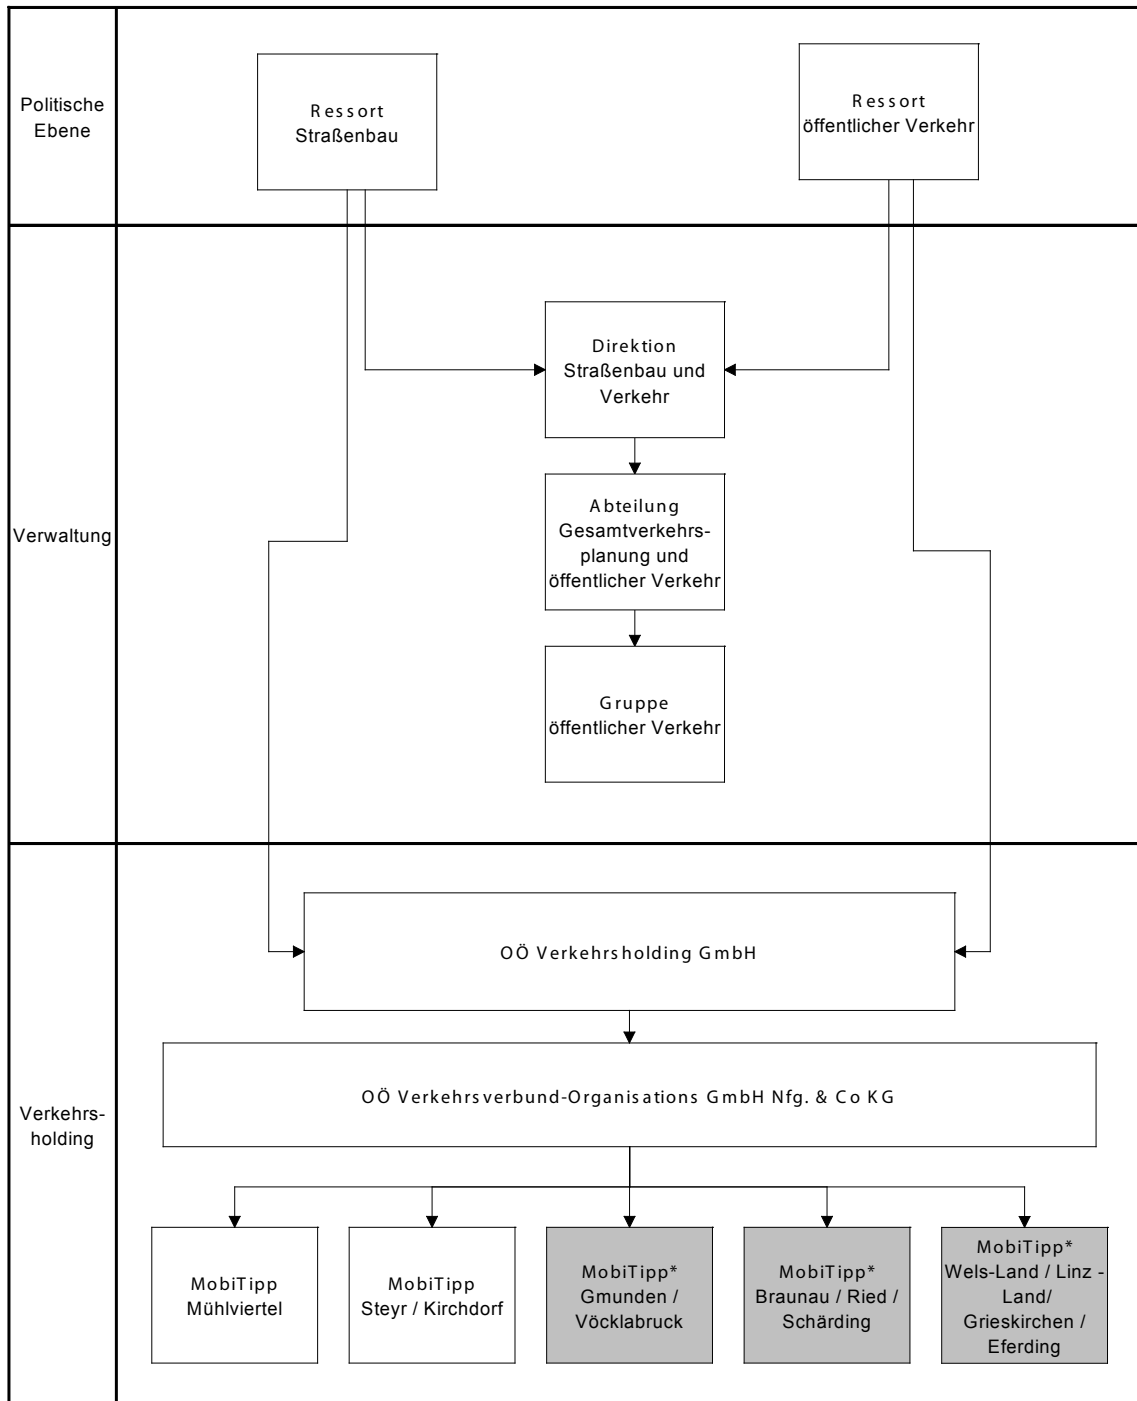 Politische
Ebene
Ressort
Straßenbau
Ressort
öffentlicher Verkehr
Verwaltung
Direktion
Straßenbau und
Verkehr
Abteilung
Gesamtverkehrs-
planung und
öffentlicher Verkehr
Gruppe
öffentlicher Verkehr
Verkehrs-
holding
OÖ Verkehrsholding GmbH
OÖ Verkehrsverbund-Organisations GmbH Nfg. & Co KG
MobiTipp
Mühlviertel
MobiTipp
Steyr / Kirchdorf
MobiTipp*
Gmunden /
Vöcklabruck
MobiTipp*
Braunau / Ried /
Schärding
MobiTipp*
Wels-Land / Linz -
Land/
Grieskirchen /
Eferding